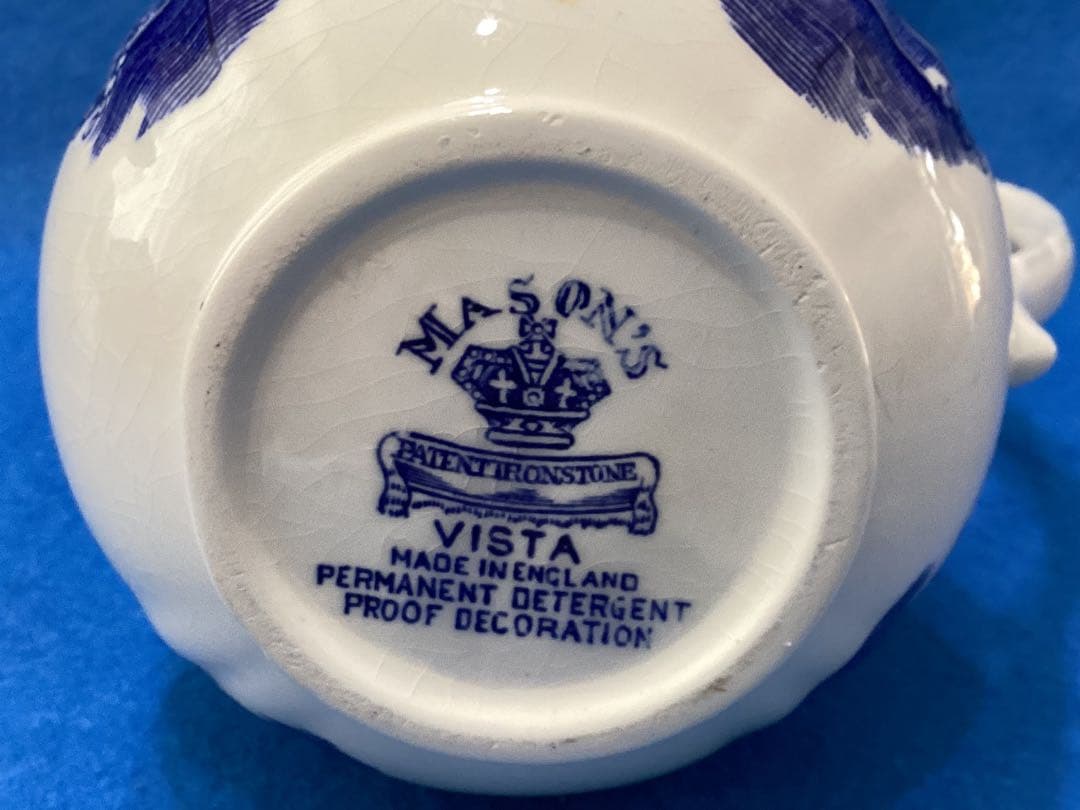 MASON'S
PATENT IRONSTONE
VISTA
MADE IN ENGLAND
PERMANENT DETERGENT
PROOF DECORATION